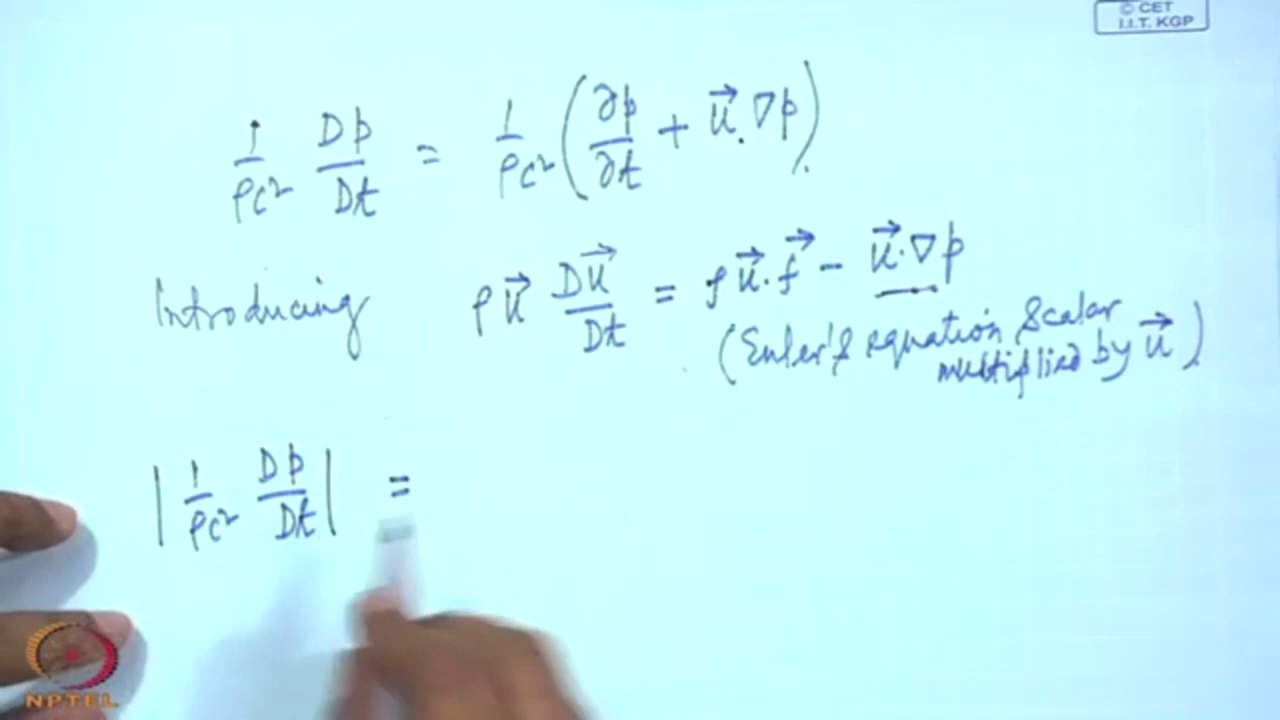 © CET
I.I.T. KGP
1/ρc² Dp/Dt = 1/ρc² (∂p/∂t + u⃗.∇p).
Introducing ρu⃗ Du⃗/Dt = ρu⃗.f⃗ − u⃗.∇p
(Euler's equation scalar
multiplied by u⃗)
|1/ρc² Dp/Dt| =
NPTEL